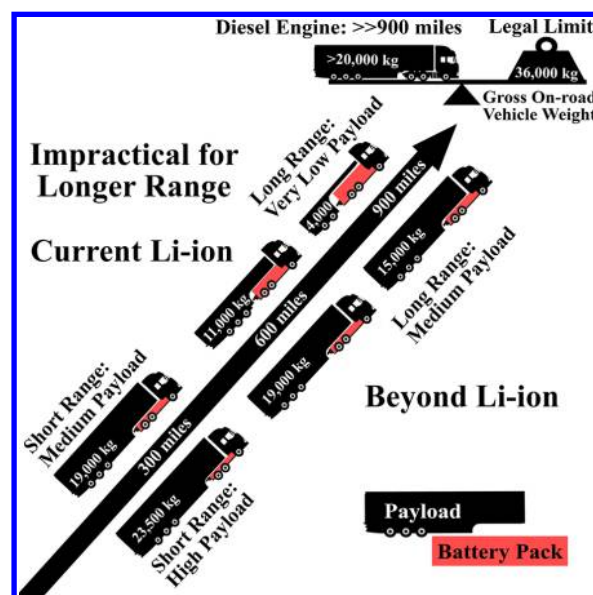 Diesel Engine: >>900 miles
Legal Limit
>20,000 kg
36,000 kg
Gross On-road
Vehicle Weight
Impractical for
Longer Range
Long Range:
Very Low Payload
4,000
900 miles
15,000 kg
Long Range:
Medium Payload
Current Li-ion
11,000 kg
600 miles
19,000 kg
Beyond Li-ion
Short Range:
Medium Payload
19,000 kg
300 miles
23,500 kg
Short Range:
High Payload
Payload
Battery Pack